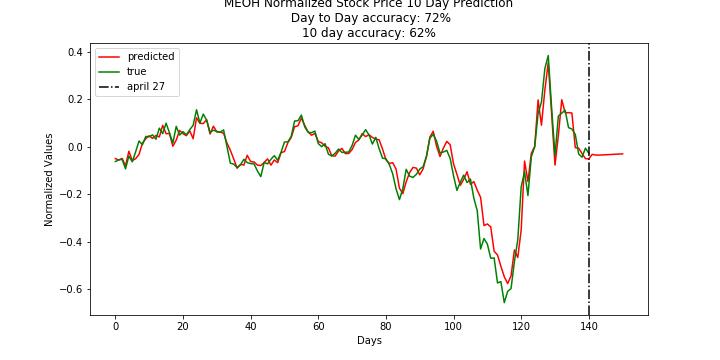 MEOH Normalized Stock Price 10 Day Prediction
Day to Day accuracy: 72%
10 day accuracy: 62%
predicted
true
april 27
Normalized Values
0.4
0.2
0.0
−0.2
−0.4
−0.6
0 20 40 60 80 100 120 140
Days